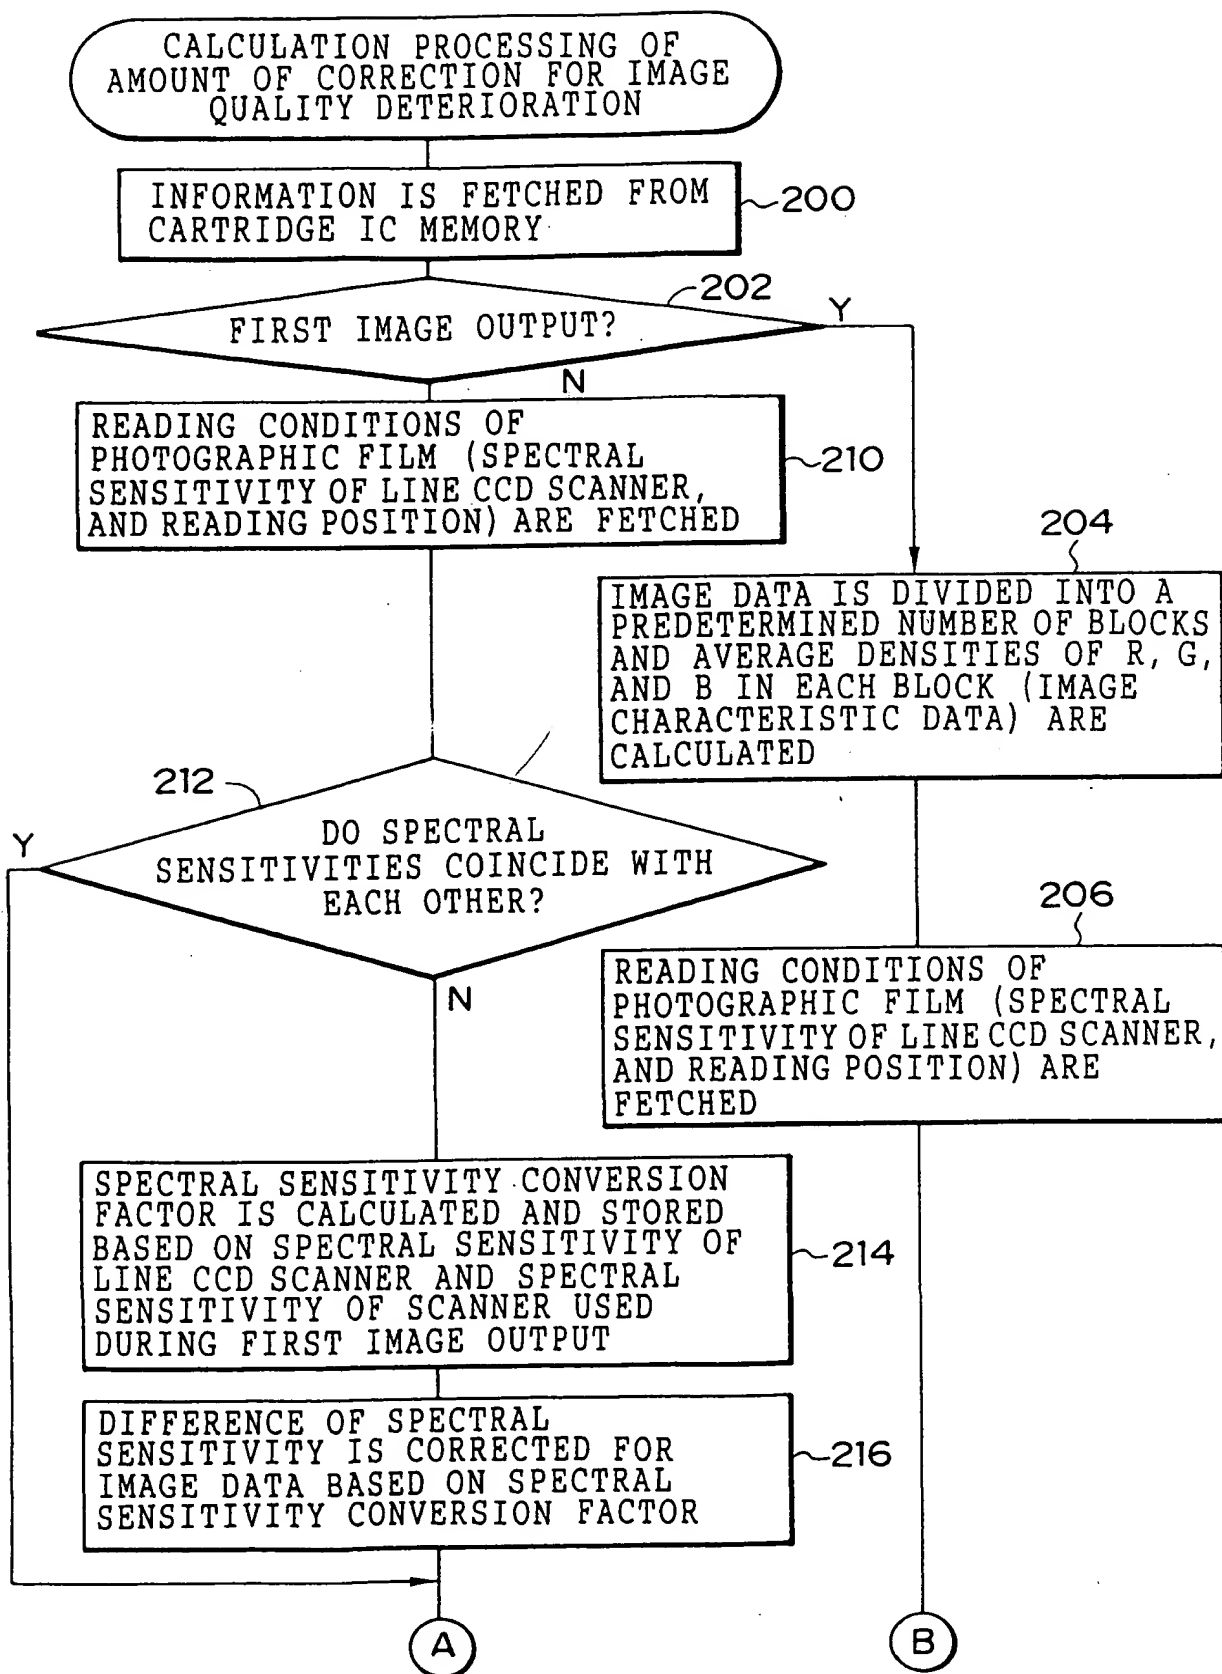 CALCULATION PROCESSING OF
AMOUNT OF CORRECTION FOR IMAGE
QUALITY DETERIORATION
INFORMATION IS FETCHED FROM
CARTRIDGE IC MEMORY
200
202
FIRST IMAGE OUTPUT?
Y
N
READING CONDITIONS OF
PHOTOGRAPHIC FILM (SPECTRAL
SENSITIVITY OF LINE CCD SCANNER,
AND READING POSITION) ARE FETCHED
210
204
IMAGE DATA IS DIVIDED INTO A
PREDETERMINED NUMBER OF BLOCKS
AND AVERAGE DENSITIES OF R, G,
AND B IN EACH BLOCK (IMAGE
CHARACTERISTIC DATA) ARE
CALCULATED
212
Y
DO SPECTRAL
SENSITIVITIES COINCIDE WITH
EACH OTHER?
N
206
READING CONDITIONS OF
PHOTOGRAPHIC FILM (SPECTRAL
SENSITIVITY OF LINE CCD SCANNER,
AND READING POSITION) ARE
FETCHED
SPECTRAL SENSITIVITY CONVERSION
FACTOR IS CALCULATED AND STORED
BASED ON SPECTRAL SENSITIVITY OF
LINE CCD SCANNER AND SPECTRAL
SENSITIVITY OF SCANNER USED
DURING FIRST IMAGE OUTPUT
214
DIFFERENCE OF SPECTRAL
SENSITIVITY IS CORRECTED FOR
IMAGE DATA BASED ON SPECTRAL
SENSITIVITY CONVERSION FACTOR
216
A
B